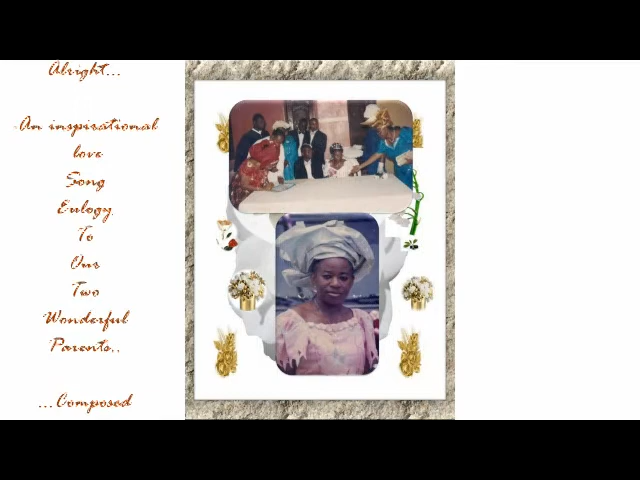 Alright...
An inspirational
love
Song
Eulogy
To
Our
Two
Wonderful
Parents..
...Composed